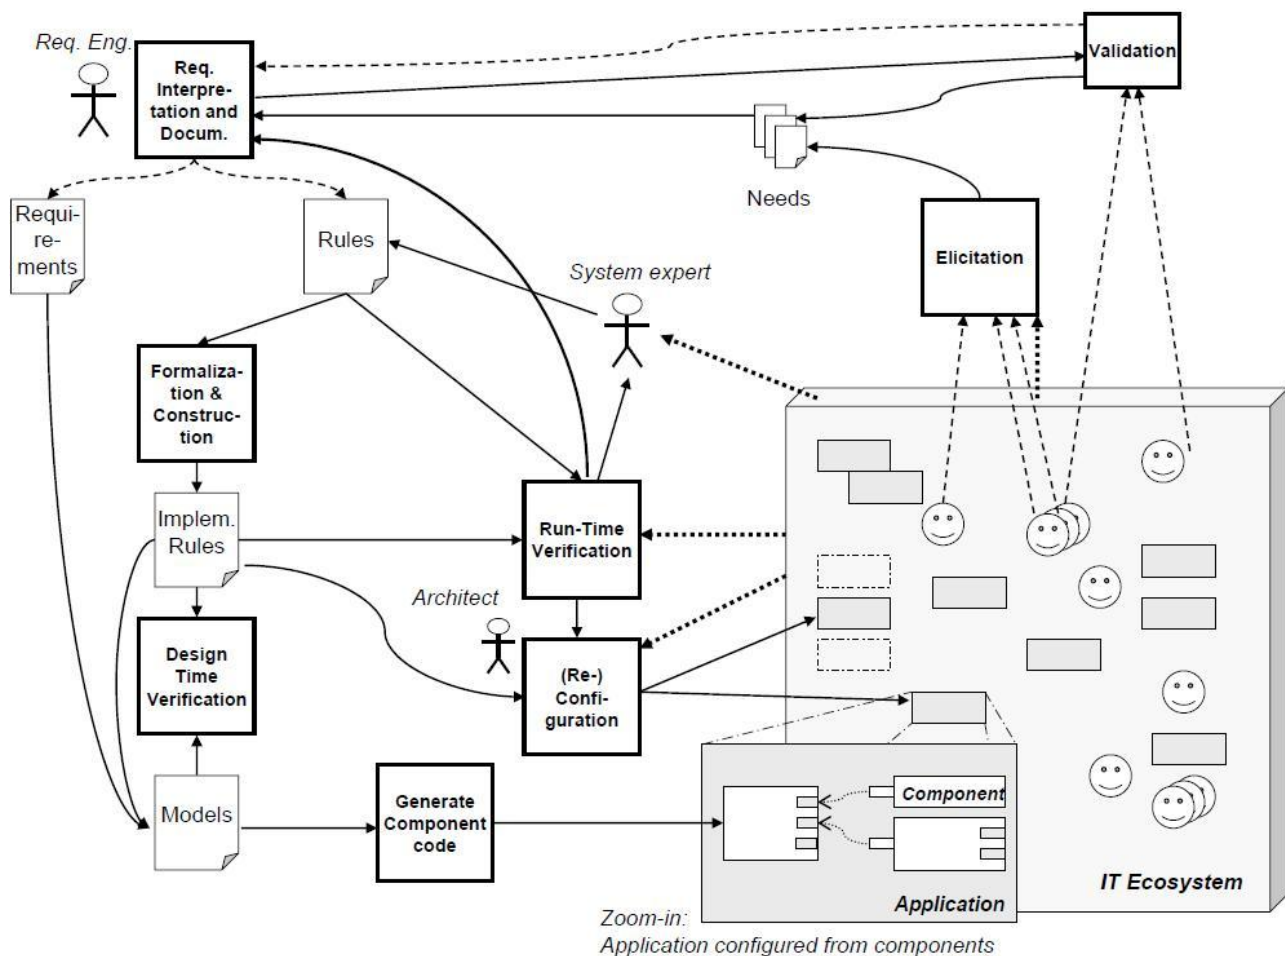 Req. Eng.
Req.
Interpre-
tation and
Docum.
Validation
Needs
Requi-
re-
ments
Rules
Elicitation
System expert
Formaliza-
tion &
Construc-
tion
Implem.
Rules
Run-Time
Verification
Architect
Design
Time
Verification
(Re-)
Confi-
guration
Models
Generate
Component
code
Component
Application
IT Ecosystem
Zoom-in:
Application configured from components